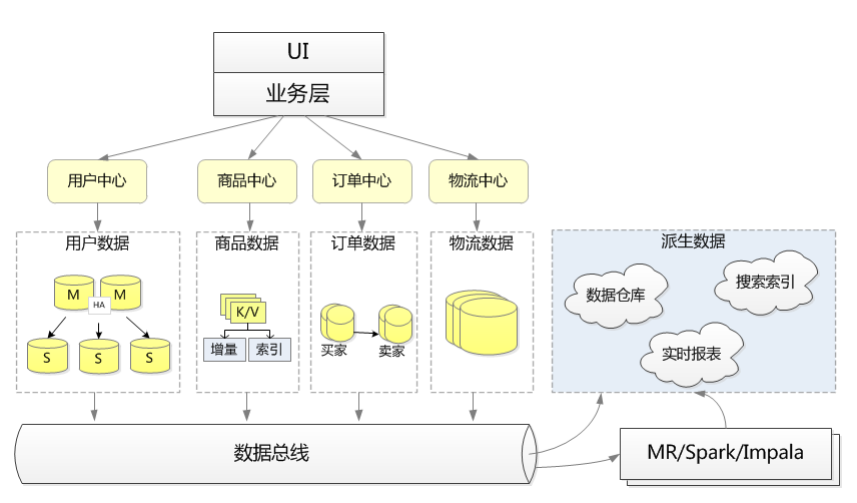 UI
业务层
用户中心
商品中心
订单中心
物流中心
用户数据
商品数据
订单数据
物流数据
派生数据
M
HA
M
S
S
S
K/V
增量
索引
买家
卖家
数据仓库
搜索索引
实时报表
数据总线
MR/Spark/Impala